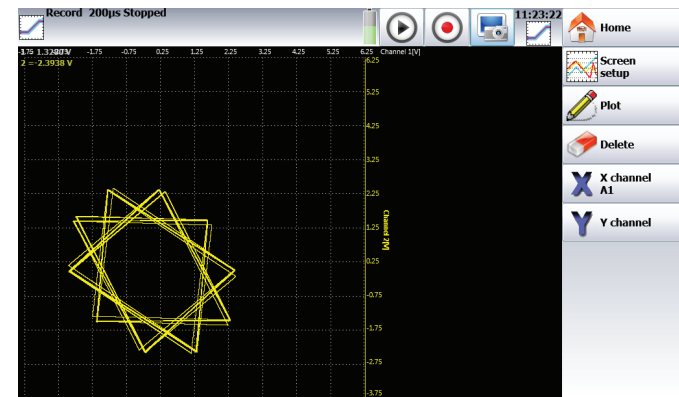 Record 200µs Stopped
11:23:22
-1.75 -0.75 0.25 1.25 2.25 3.25 4.25 5.25 6.25 Channel 1[V]
2 =-2.3938 V
6.25
5.25
4.25
3.25
2.25
1.25
0.25
-0.75
-1.75
-2.75
-3.75
Channel 2[V]
Home
Screen
setup
Plot
Delete
X channel
A1
Y channel